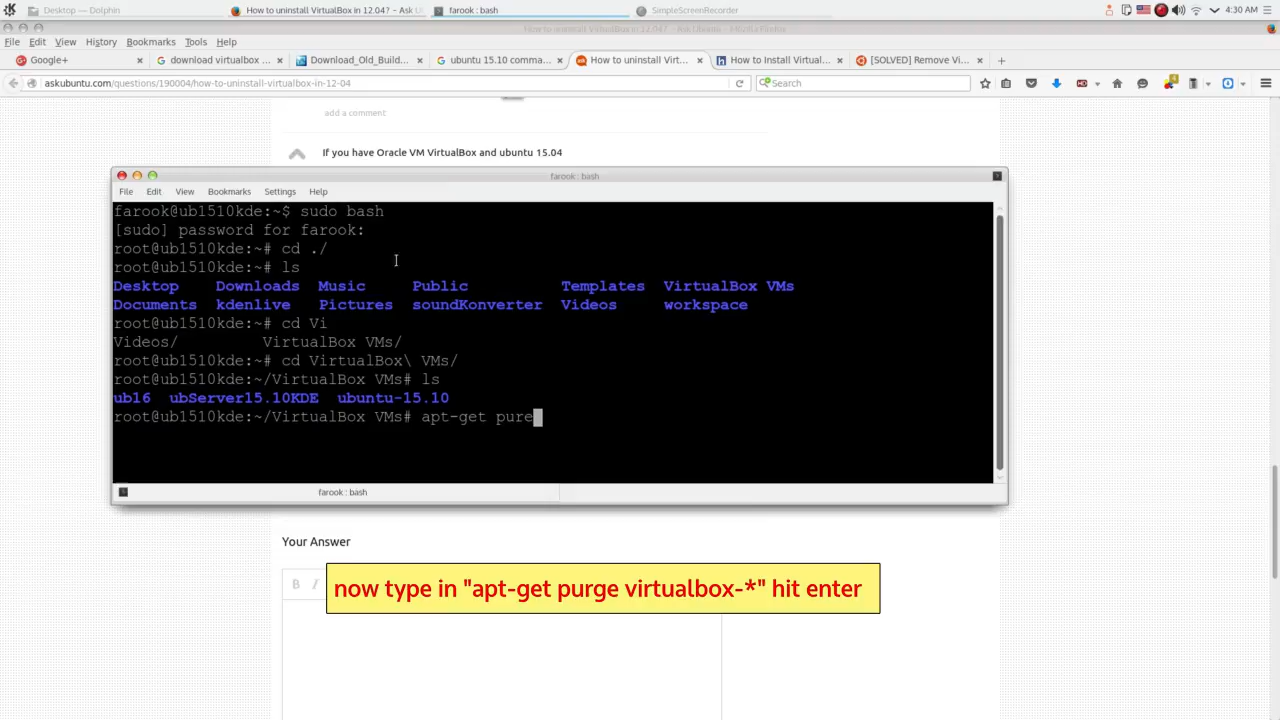 Desktop – Dolphin
How to uninstall VirtualBox in 12.04? - Ask U
farook : bash
SimpleScreenRecorder
4:30 AM
File Edit View History Bookmarks Tools Help
Google+
download virtualbox ...
Download_Old_Build...
ubuntu 15.10 comma...
How to uninstall Virt...
How to Install Virtual...
[SOLVED] Remove Vi...
askubuntu.com/questions/190004/how-to-uninstall-virtualbox-in-12-04
Search
add a comment
If you have Oracle VM VirtualBox and ubuntu 15.04
farook : bash
File Edit View Bookmarks Settings Help
farook@ub1510kde:~$ sudo bash
[sudo] password for farook:
root@ub1510kde:~# cd ./
root@ub1510kde:~# ls
Desktop Downloads Music Public Templates VirtualBox VMs
Documents kdenlive Pictures soundKonverter Videos workspace
root@ub1510kde:~# cd Vi
Videos/ VirtualBox VMs/
root@ub1510kde:~# cd VirtualBox\ VMs/
root@ub1510kde:~/VirtualBox VMs# ls
ub16 ubServer15.10KDE ubuntu-15.10
root@ub1510kde:~/VirtualBox VMs# apt-get pure
farook : bash
Your Answer
B I
now type in "apt-get purge virtualbox-*" hit enter